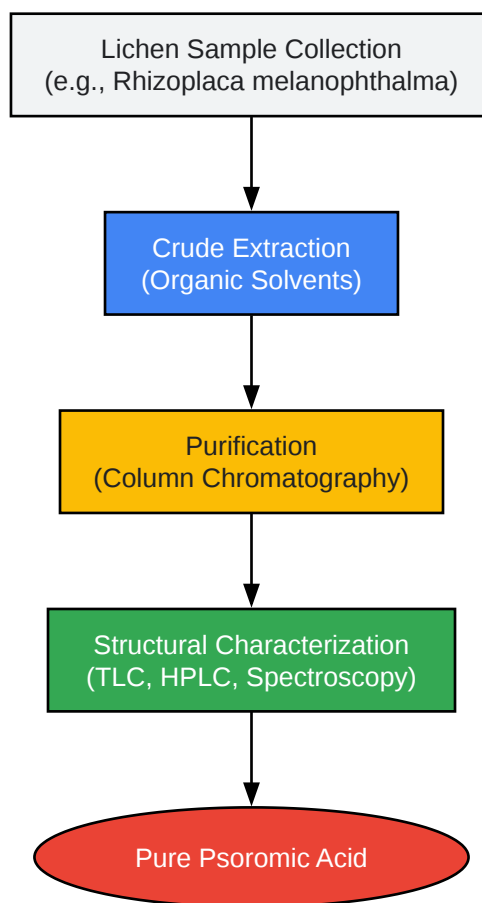 Lichen Sample Collection
(e.g., Rhizoplaca melanophthalma)
Crude Extraction
(Organic Solvents)
Purification
(Column Chromatography)
Structural Characterization
(TLC, HPLC, Spectroscopy)
Pure Psoromic Acid